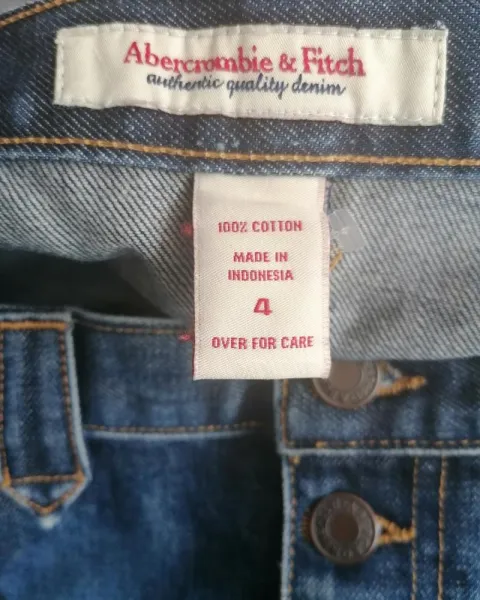 Abercrombie & Fitch
authentic quality denim
100% COTTON
MADE IN
INDONESIA
4
OVER FOR CARE